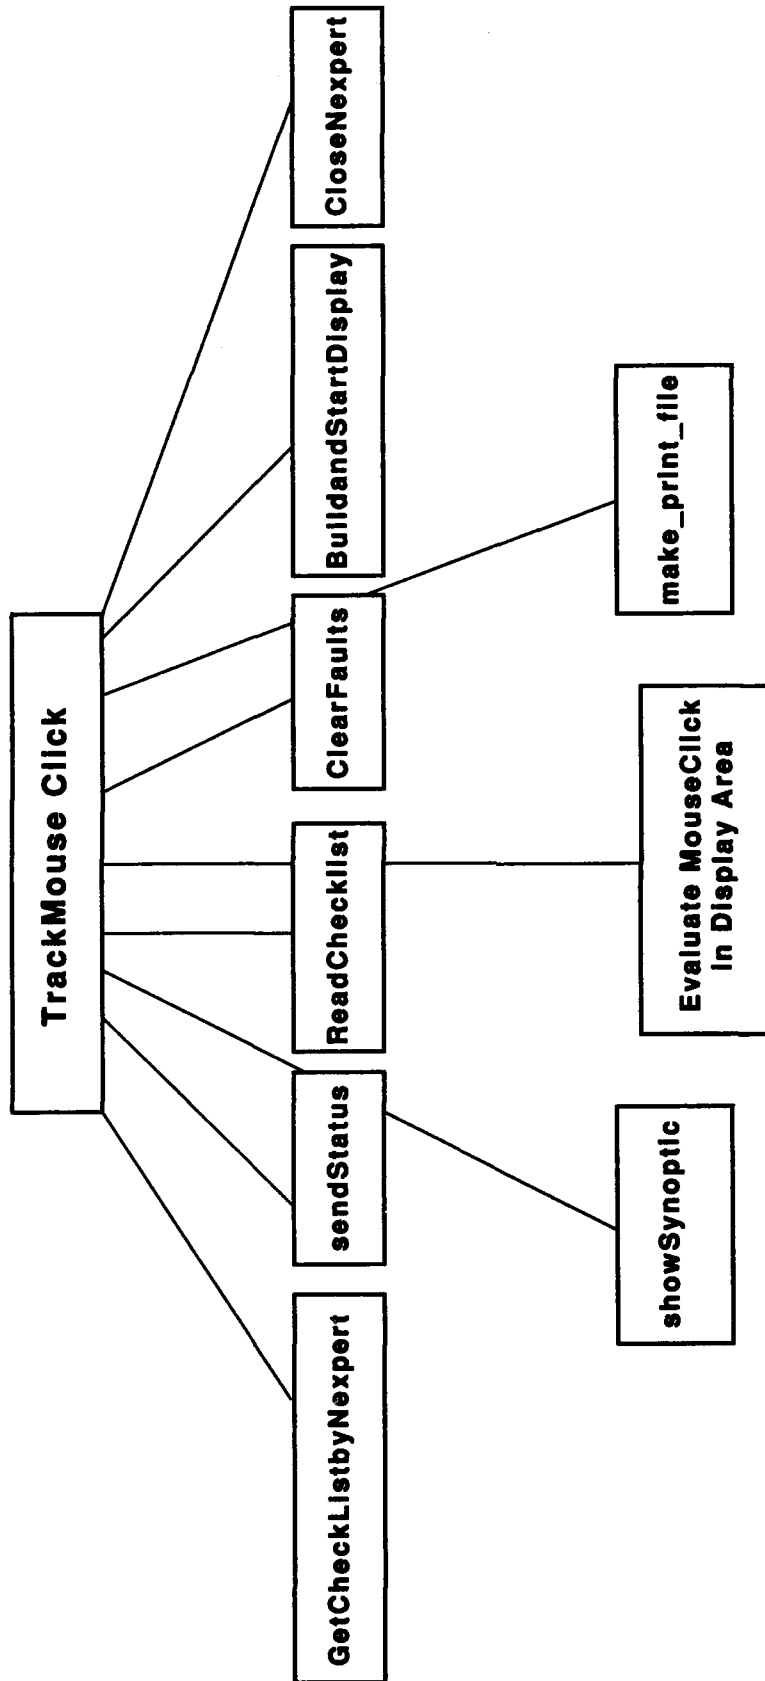 TrackMouse Click
GetCheckListbyNexpert
sendStatus
ReadChecklist
ClearFaults
BuildandStartDisplay
CloseNexpert
showSynoptic
Evaluate MouseClick
in Display Area
make_print_file